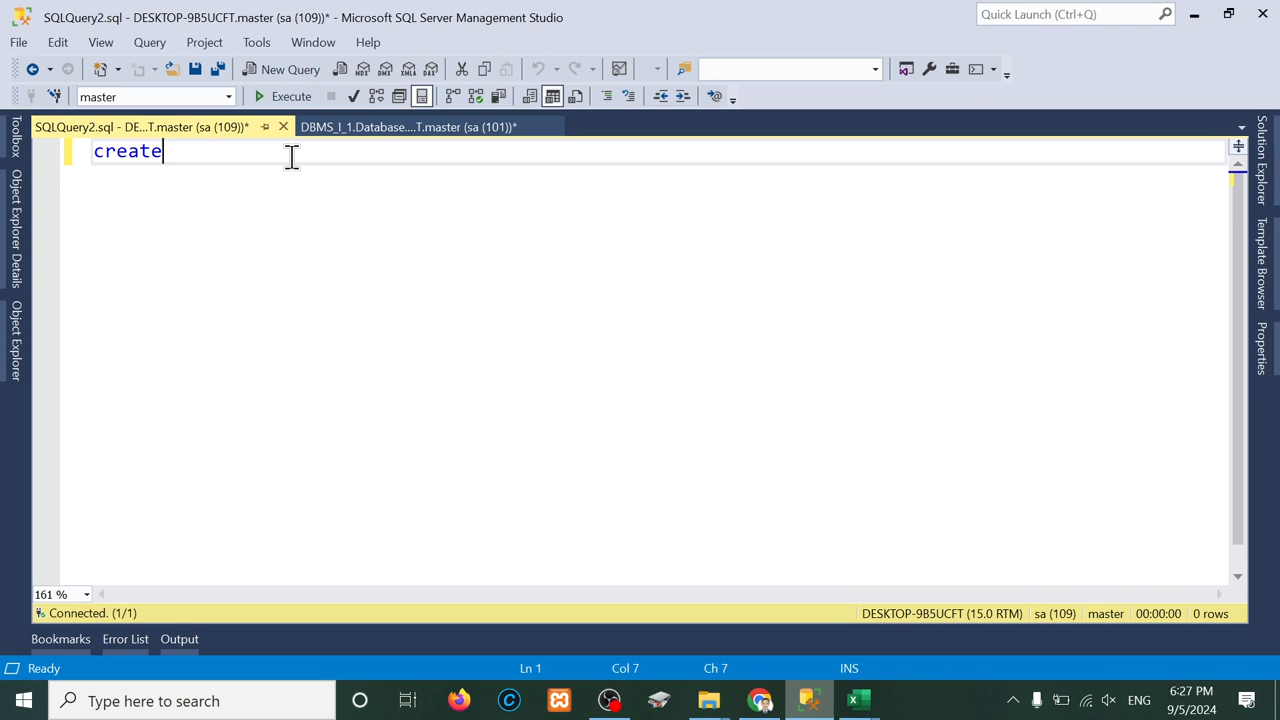 SQLQuery2.sql - DESKTOP-9B5UCFT.master (sa (109))* - Microsoft SQL Server Management Studio
Quick Launch (Ctrl+Q)
File Edit View Query Project Tools Window Help
New Query MDX DMX XMLA DAX
master Execute
SQLQuery2.sql - DE...T.master (sa (109))* DBMS_I_1.Database....T.master (sa (101))*
create
Toolbox
Object Explorer Details
Object Explorer
Solution Explorer
Template Browser
Properties
161 %
Connected. (1/1) DESKTOP-9B5UCFT (15.0 RTM) sa (109) master 00:00:00 0 rows
Bookmarks Error List Output
Ready Ln 1 Col 7 Ch 7 INS
Type here to search
ENG
6:27 PM
9/5/2024